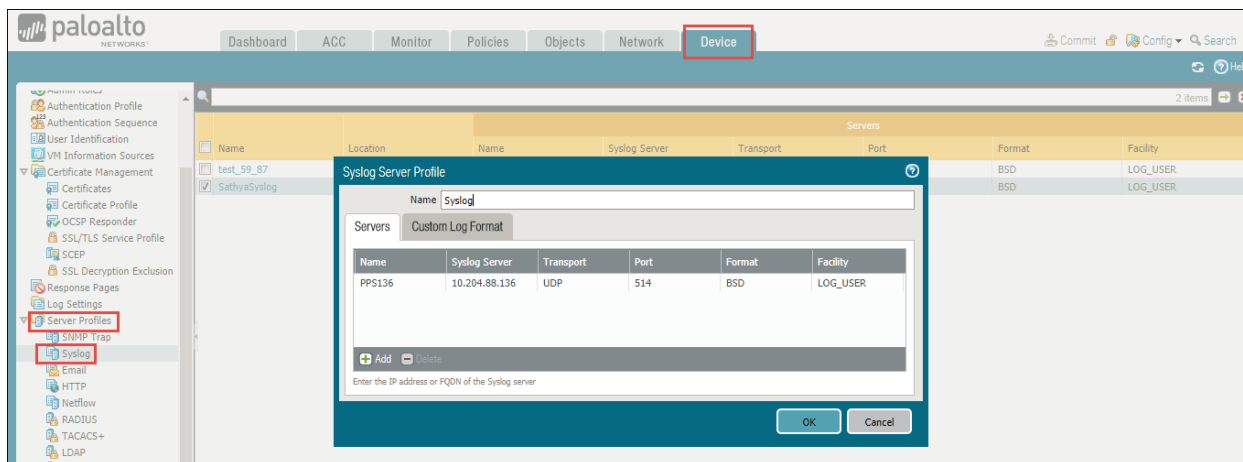 paloalto
NETWORKS
Dashboard ACC Monitor Policies Objects Network Device
Commit Config Search
Help
Admin Roles
Authentication Profile
Authentication Sequence
User Identification
VM Information Sources
Certificate Management
Certificates
Certificate Profile
OCSP Responder
SSL/TLS Service Profile
SCEP
SSL Decryption Exclusion
Response Pages
Log Settings
Server Profiles
SNMP Trap
Syslog
Email
HTTP
Netflow
RADIUS
TACACS+
LDAP
2 items
Servers
Name Location Name Syslog Server Transport Port Format Facility
test_59_87 BSD LOG_USER
SathyaSyslog BSD LOG_USER
Syslog Server Profile
Name Syslog
Servers Custom Log Format
Name Syslog Server Transport Port Format Facility
PPS136 10.204.88.136 UDP 514 BSD LOG_USER
Add Delete
Enter the IP address or FQDN of the Syslog server
OK Cancel